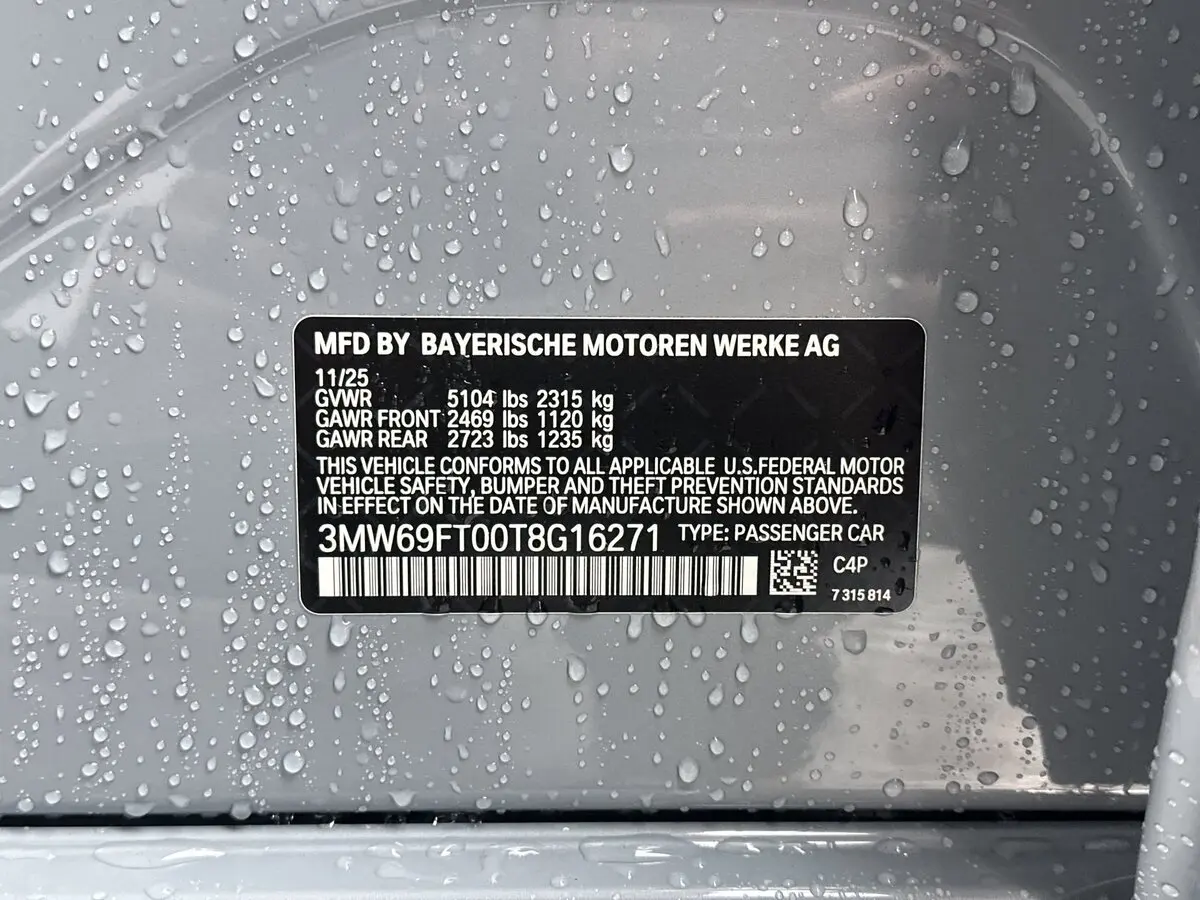 MFD BY BAYERISCHE MOTOREN WERKE AG
11/25
GVWR 5104 lbs 2315 kg
GAWR FRONT 2469 lbs 1120 kg
GAWR REAR 2723 lbs 1235 kg
THIS VEHICLE CONFORMS TO ALL APPLICABLE U.S.FEDERAL MOTOR
VEHICLE SAFETY, BUMPER AND THEFT PREVENTION STANDARDS
IN EFFECT ON THE DATE OF MANUFACTURE SHOWN ABOVE.
3MW69FT00T8G16271 TYPE: PASSENGER CAR
C4P
7 315 814